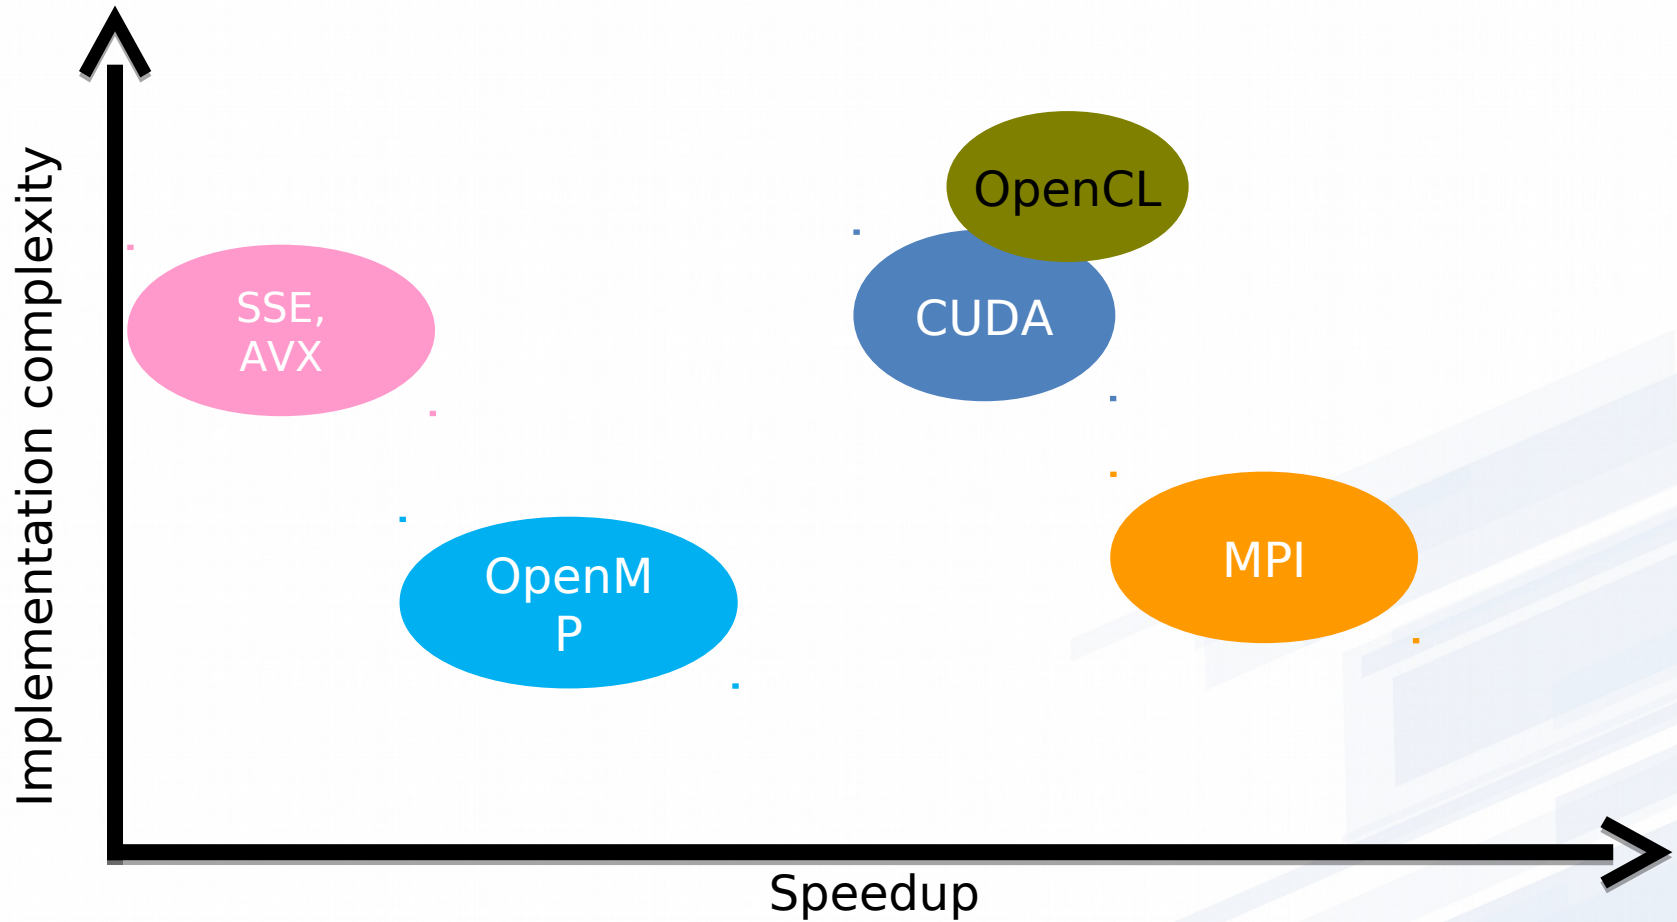 Implementation complexity
OpenCL
SSE,
AVX
CUDA
OpenM
P
MPI
Speedup